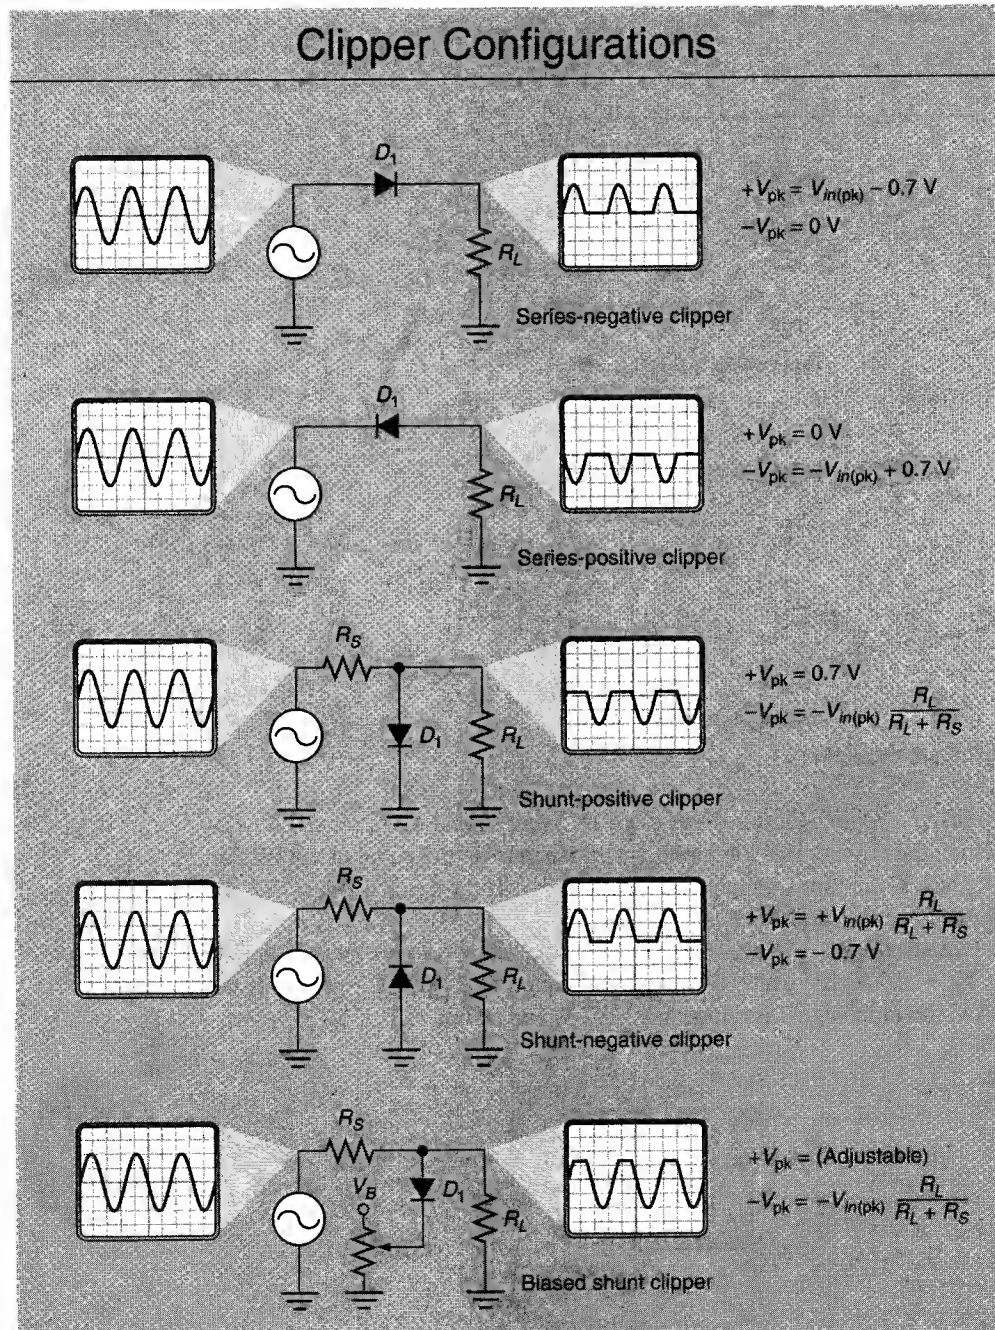 Clipper Configurations
D1
RL
+Vpk = Vin(pk) − 0.7 V
−Vpk = 0 V
Series-negative clipper
D1
RL
+Vpk = 0 V
−Vpk = −Vin(pk) + 0.7 V
Series-positive clipper
RS
D1
RL
+Vpk = 0.7 V
−Vpk = −Vin(pk) RL / RL + RS
Shunt-positive clipper
RS
D1
RL
+Vpk = +Vin(pk) RL / RL + RS
−Vpk = − 0.7 V
Shunt-negative clipper
RS
VB
D1
RL
+Vpk = (Adjustable)
−Vpk = −Vin(pk) RL / RL + RS
Biased shunt clipper